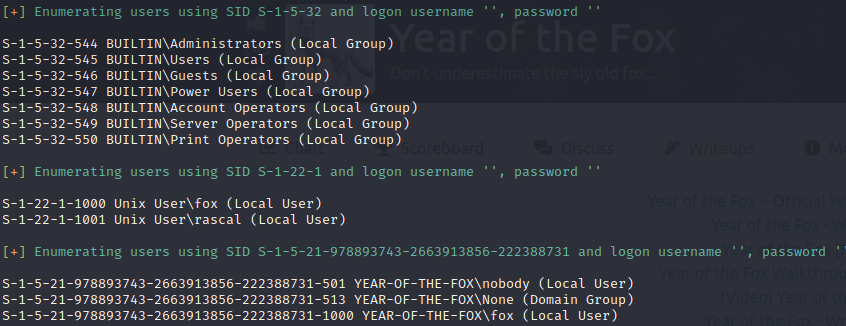 [+] Enumerating users using SID S-1-5-32 and logon username '', password ''
Year of the Fox
S-1-5-32-544 BUILTIN\Administrators (Local Group)
Don't underestimate the sly old fox...
S-1-5-32-545 BUILTIN\Users (Local Group)
S-1-5-32-546 BUILTIN\Guests (Local Group)
S-1-5-32-547 BUILTIN\Power Users (Local Group)
S-1-5-32-548 BUILTIN\Account Operators (Local Group)
S-1-5-32-549 BUILTIN\Server Operators (Local Group)
S-1-5-32-550 BUILTIN\Print Operators (Local Group)
Chart Scoreboard Discuss Writeups
[+] Enumerating users using SID S-1-22-1 and logon username '', password ''
S-1-22-1-1000 Unix User\fox (Local User)
Year of the Fox - Official
S-1-22-1-1001 Unix User\rascal (Local User)
Year of the Fox -
[+] Enumerating users using SID S-1-5-21-978893743-2663913856-222388731 and logon username '', password '
Year of the Fox
S-1-5-21-978893743-2663913856-222388731-501 YEAR-OF-THE-FOX\nobody (Local User)
(Video) Year of
S-1-5-21-978893743-2663913856-222388731-513 YEAR-OF-THE-FOX\None (Domain Group)
S-1-5-21-978893743-2663913856-222388731-1000 YEAR-OF-THE-FOX\fox (Local User)
Year of the Fox -